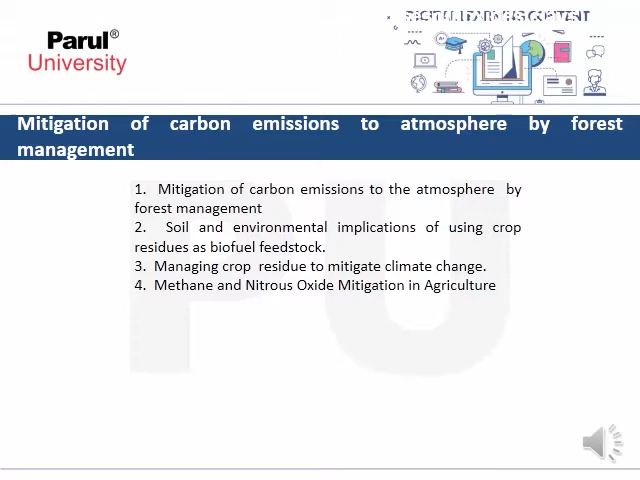 Parul®
University
Mitigation of carbon emissions to atmosphere by forest
management
1. Mitigation of carbon emissions to the atmosphere by
forest management
2. Soil and environmental implications of using crop
residues as biofuel feedstock.
3. Managing crop residue to mitigate climate change.
4. Methane and Nitrous Oxide Mitigation in Agriculture
PU